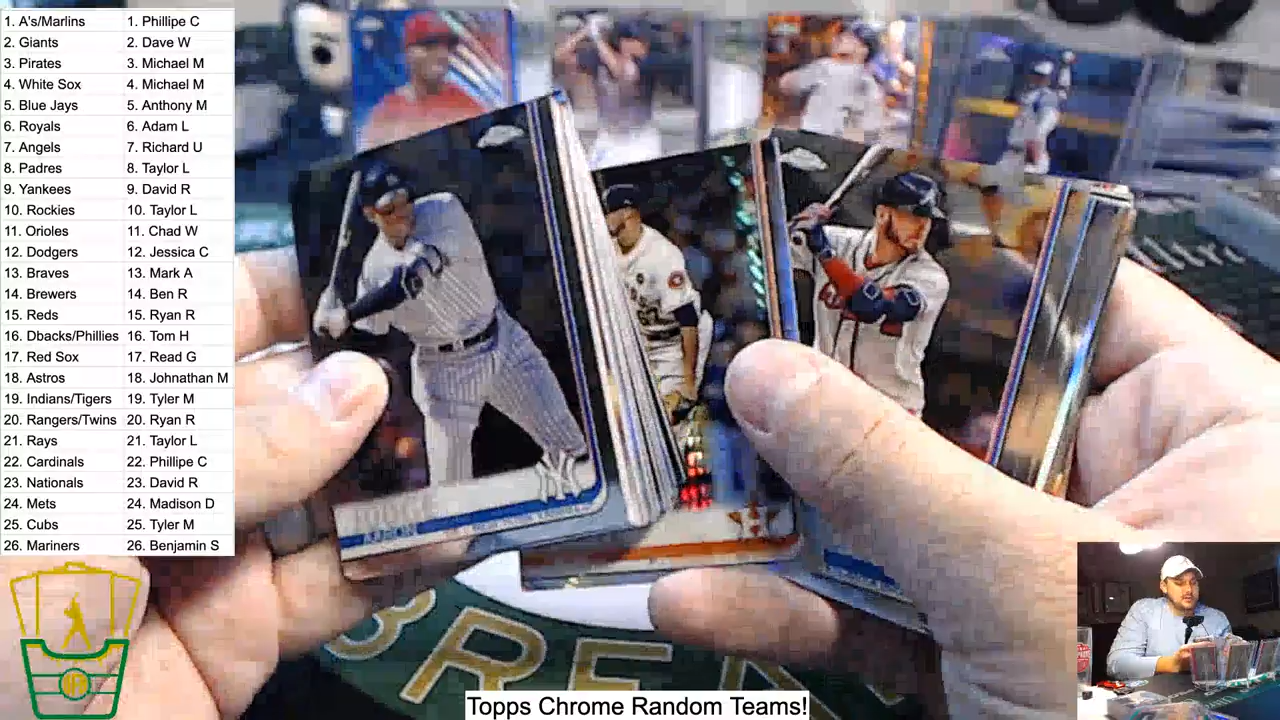 1. A's/Marlins 1. Phillipe C
2. Giants 2. Dave W
3. Pirates 3. Michael M
4. White Sox 4. Michael M
5. Blue Jays 5. Anthony M
6. Royals 6. Adam L
7. Angels 7. Richard U
8. Padres 8. Taylor L
9. Yankees 9. David R
10. Rockies 10. Taylor L
11. Orioles 11. Chad W
12. Dodgers 12. Jessica C
13. Braves 13. Mark A
14. Brewers 14. Ben R
15. Reds 15. Ryan R
16. Dbacks/Phillies 16. Tom H
17. Red Sox 17. Read G
18. Astros 18. Johnathan M
19. Indians/Tigers 19. Tyler M
20. Rangers/Twins 20. Ryan R
21. Rays 21. Taylor L
22. Cardinals 22. Phillipe C
23. Nationals 23. David R
24. Mets 24. Madison D
25. Cubs 25. Tyler M
26. Mariners 26. Benjamin S
AARON
BREA
Topps Chrome Random Teams!